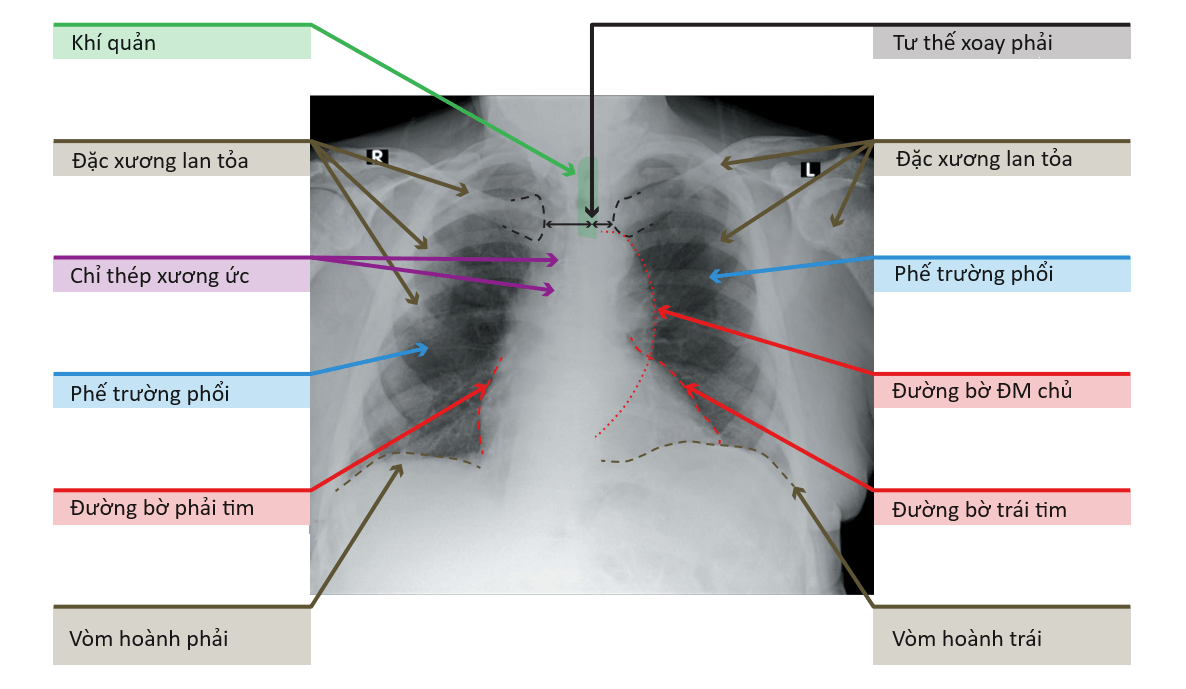 Khí quản
Tư thế xoay phải
R
L
Đặc xương lan tỏa
Đặc xương lan tỏa
Chỉ thép xương ức
Phế trường phổi
Phế trường phổi
Đường bờ ĐM chủ
Đường bờ phải tim
Đường bờ trái tim
Vòm hoành phải
Vòm hoành trái